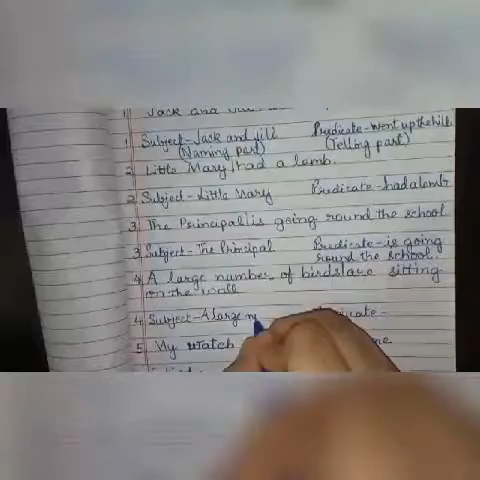 Jack and
1 Subject-Jack and Jill Predicate-went up the hill
(Naming part) (Telling part)
2 Little Mary/had a lamb.
2 Subject-Little Mary Predicate-had a lamb
3. The Principal/is going round the school
3 Subject-The Principal Predicate-is going
round the school.
4 A large number of birds/are sitting
on the wall
4 Subject-A large n
5 My watch